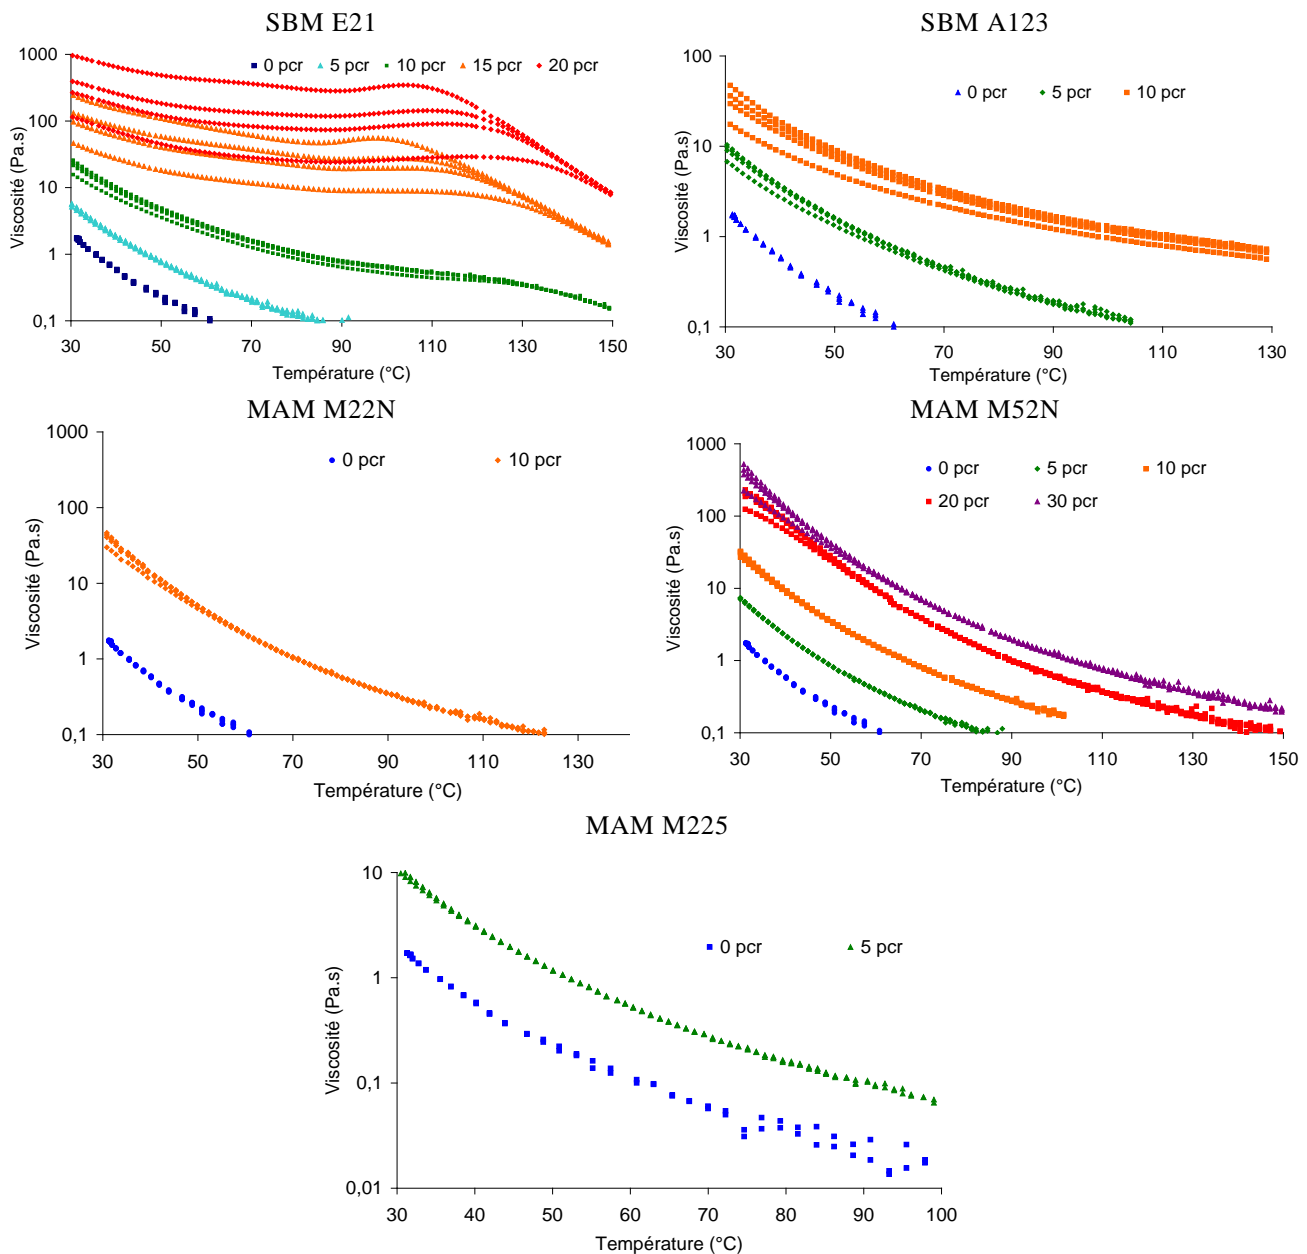 SBM E21
1000
100
10
1
0,1
Viscosité (Pa.s)
0 pcr 5 pcr 10 pcr 15 pcr 20 pcr
30 50 70 90 110 130 150
Température (°C)
SBM A123
100
10
1
0,1
Viscosité (Pa.s)
0 pcr 5 pcr 10 pcr
30 50 70 90 110 130
Température (°C)
MAM M22N
1000
100
10
1
0,1
Viscosité (Pa.s)
0 pcr 10 pcr
30 50 70 90 110 130
Température (°C)
MAM M52N
1000
100
10
1
0,1
Viscosité (Pa.s)
0 pcr 5 pcr 10 pcr
20 pcr 30 pcr
30 50 70 90 110 130 150
Température (°C)
MAM M225
10
1
0,1
0,01
Viscosité (Pa.s)
0 pcr 5 pcr
30 40 50 60 70 80 90 100
Température (°C)